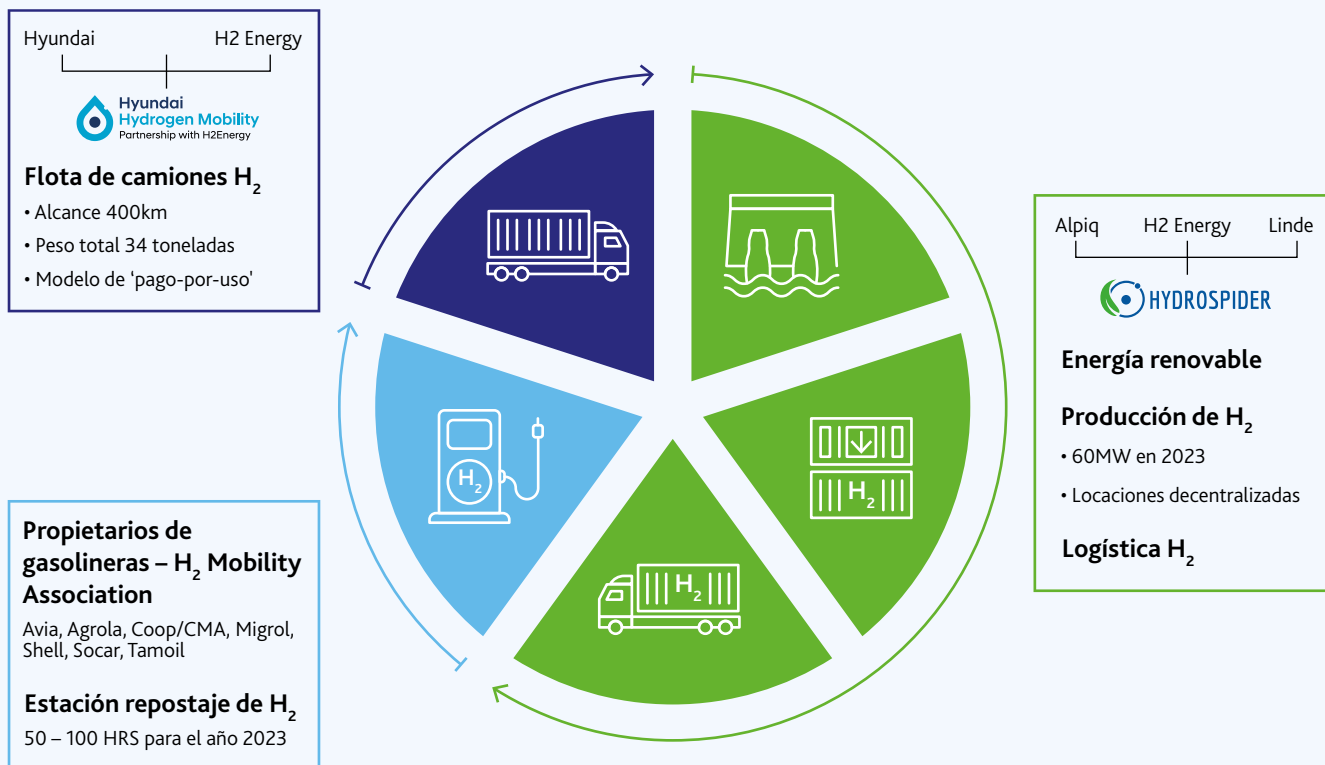 Hyundai H2 Energy
Hyundai
Hydrogen Mobility
Partnership with H2Energy
Flota de camiones H₂
• Alcance 400km
• Peso total 34 toneladas
• Modelo de ‘pago-por-uso’
Alpiq H2 Energy Linde
HYDROSPIDER
Energía renovable
Producción de H₂
• 60MW en 2023
• Locaciones decentralizadas
Logística H₂
H₂
H₂
H₂
Propietarios de
gasolineras – H₂ Mobility
Association
Avia, Agrola, Coop/CMA, Migrol,
Shell, Socar, Tamoil
Estación repostaje de H₂
50 – 100 HRS para el año 2023